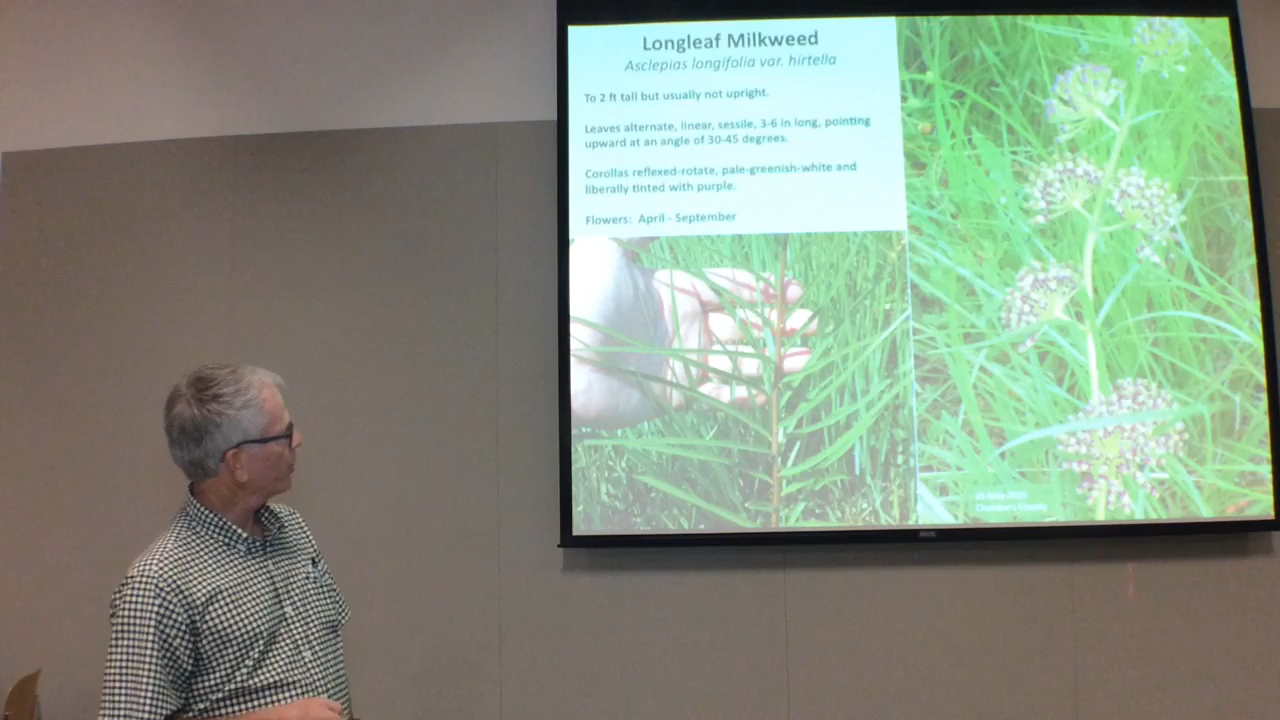 Longleaf Milkweed
Asclepias longifolia var. hirtella
To 2 ft tall but usually not upright.
Leaves alternate, linear, sessile, 3-6 in long, pointing
upward at an angle of 30-45 degrees.
Corollas reflexed-rotate, pale-greenish-white and
liberally tinted with purple.
Flowers: April - September
Chambers County